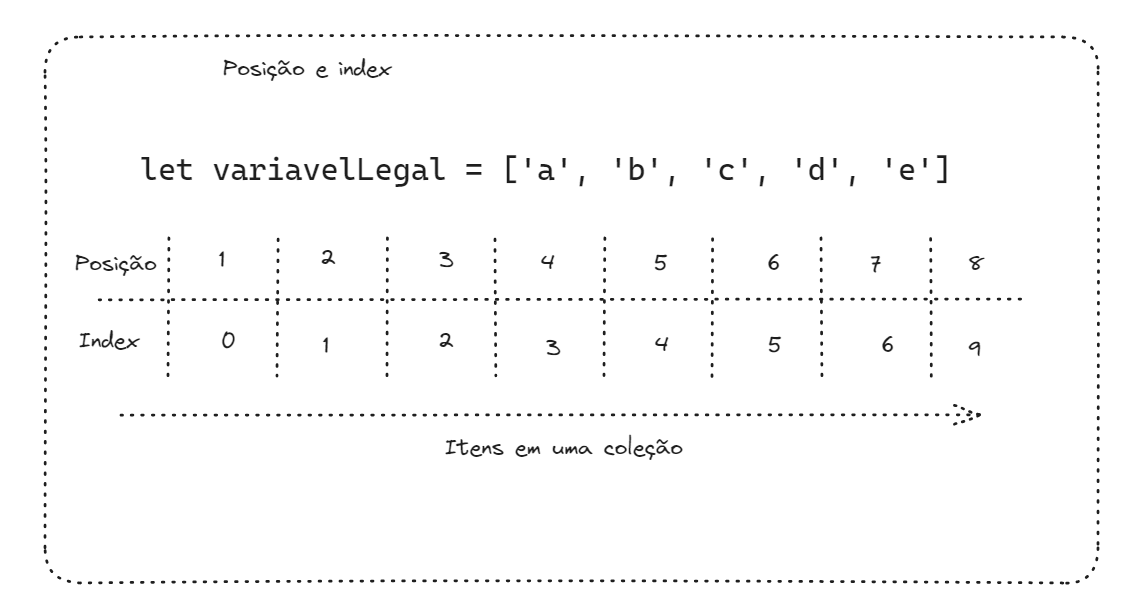 Posição e index
let variavelLegal = ['a', 'b', 'c', 'd', 'e']
Posição 1 2 3 4 5 6 7 8
Index 0 1 2 3 4 5 6 9
Itens em uma coleção